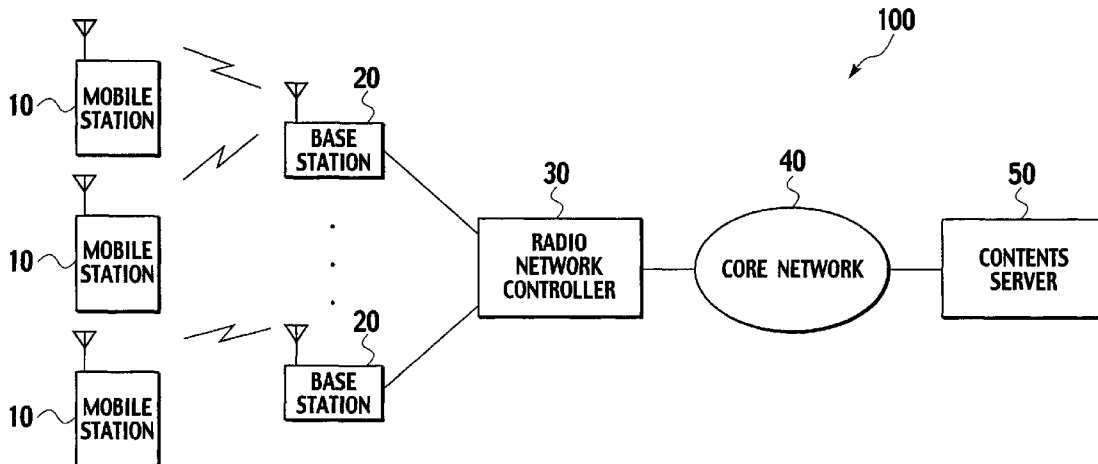 100
10
MOBILE
STATION
20
BASE
STATION
10
MOBILE
STATION
30
RADIO
NETWORK
CONTROLLER
40
CORE NETWORK
50
CONTENTS
SERVER
20
BASE
STATION
10
MOBILE
STATION